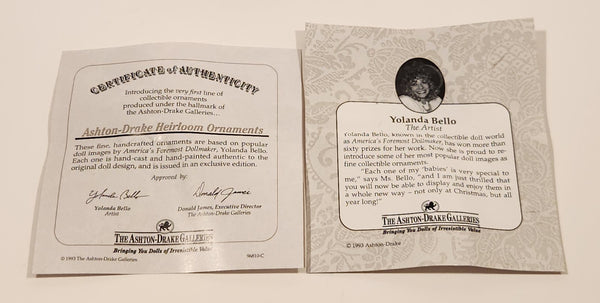 CERTIFICATE of AUTHENTICITY
Introducing the very first line of
collectible ornaments
produced under the hallmark of
the Ashton-Drake Galleries...
Ashton-Drake Heirloom Ornaments
These fine, handcrafted ornaments are based on popular
doll images by America's Foremost Dollmaker, Yolanda Bello.
Each one is hand-cast and hand-painted authentic to the
original doll design, and is issued in an exclusive edition.
Approved by:
Yolanda Bello
Donald James
Yolanda Bello
Artist
Donald James, Executive Director
The Ashton-Drake Galleries
THE ASHTON-DRAKE GALLERIES
Bringing You Dolls of Irresistible Value
© 1993 The Ashton-Drake Galleries
96810-C
Yolanda Bello
The Artist
Yolanda Bello, known in the collectible doll world
as America's Foremost Dollmaker, has won more than
sixty prizes for her work. Now she is proud to re-
introduce some of her most popular doll images as
fine collectible ornaments.
"Each one of my 'babies' is very special to
me," says Ms. Bello, "and I am just thrilled that
you will now be able to display and enjoy them in
a whole new way – not only at Christmas, but all
year long!"
THE ASHTON-DRAKE GALLERIES
Bringing You Dolls of Irresistible Value
© 1993 Ashton-Drake